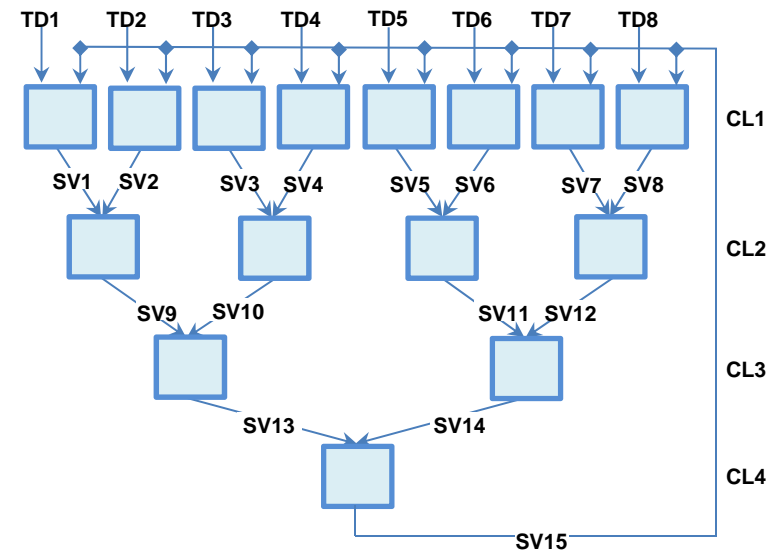 TD1 TD2 TD3 TD4 TD5 TD6 TD7 TD8
CL1
SV1 SV2 SV3 SV4 SV5 SV6 SV7 SV8
CL2
SV9 SV10 SV11 SV12
CL3
SV13 SV14
CL4
SV15